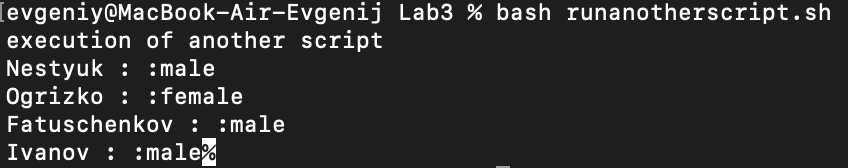 evgeniy@MacBook-Air-Evgenij Lab3 % bash runanotherscript.sh
execution of another script
Nestyuk : :male
Ogrizko : :female
Fatuschenkov : :male
Ivanov : :male%